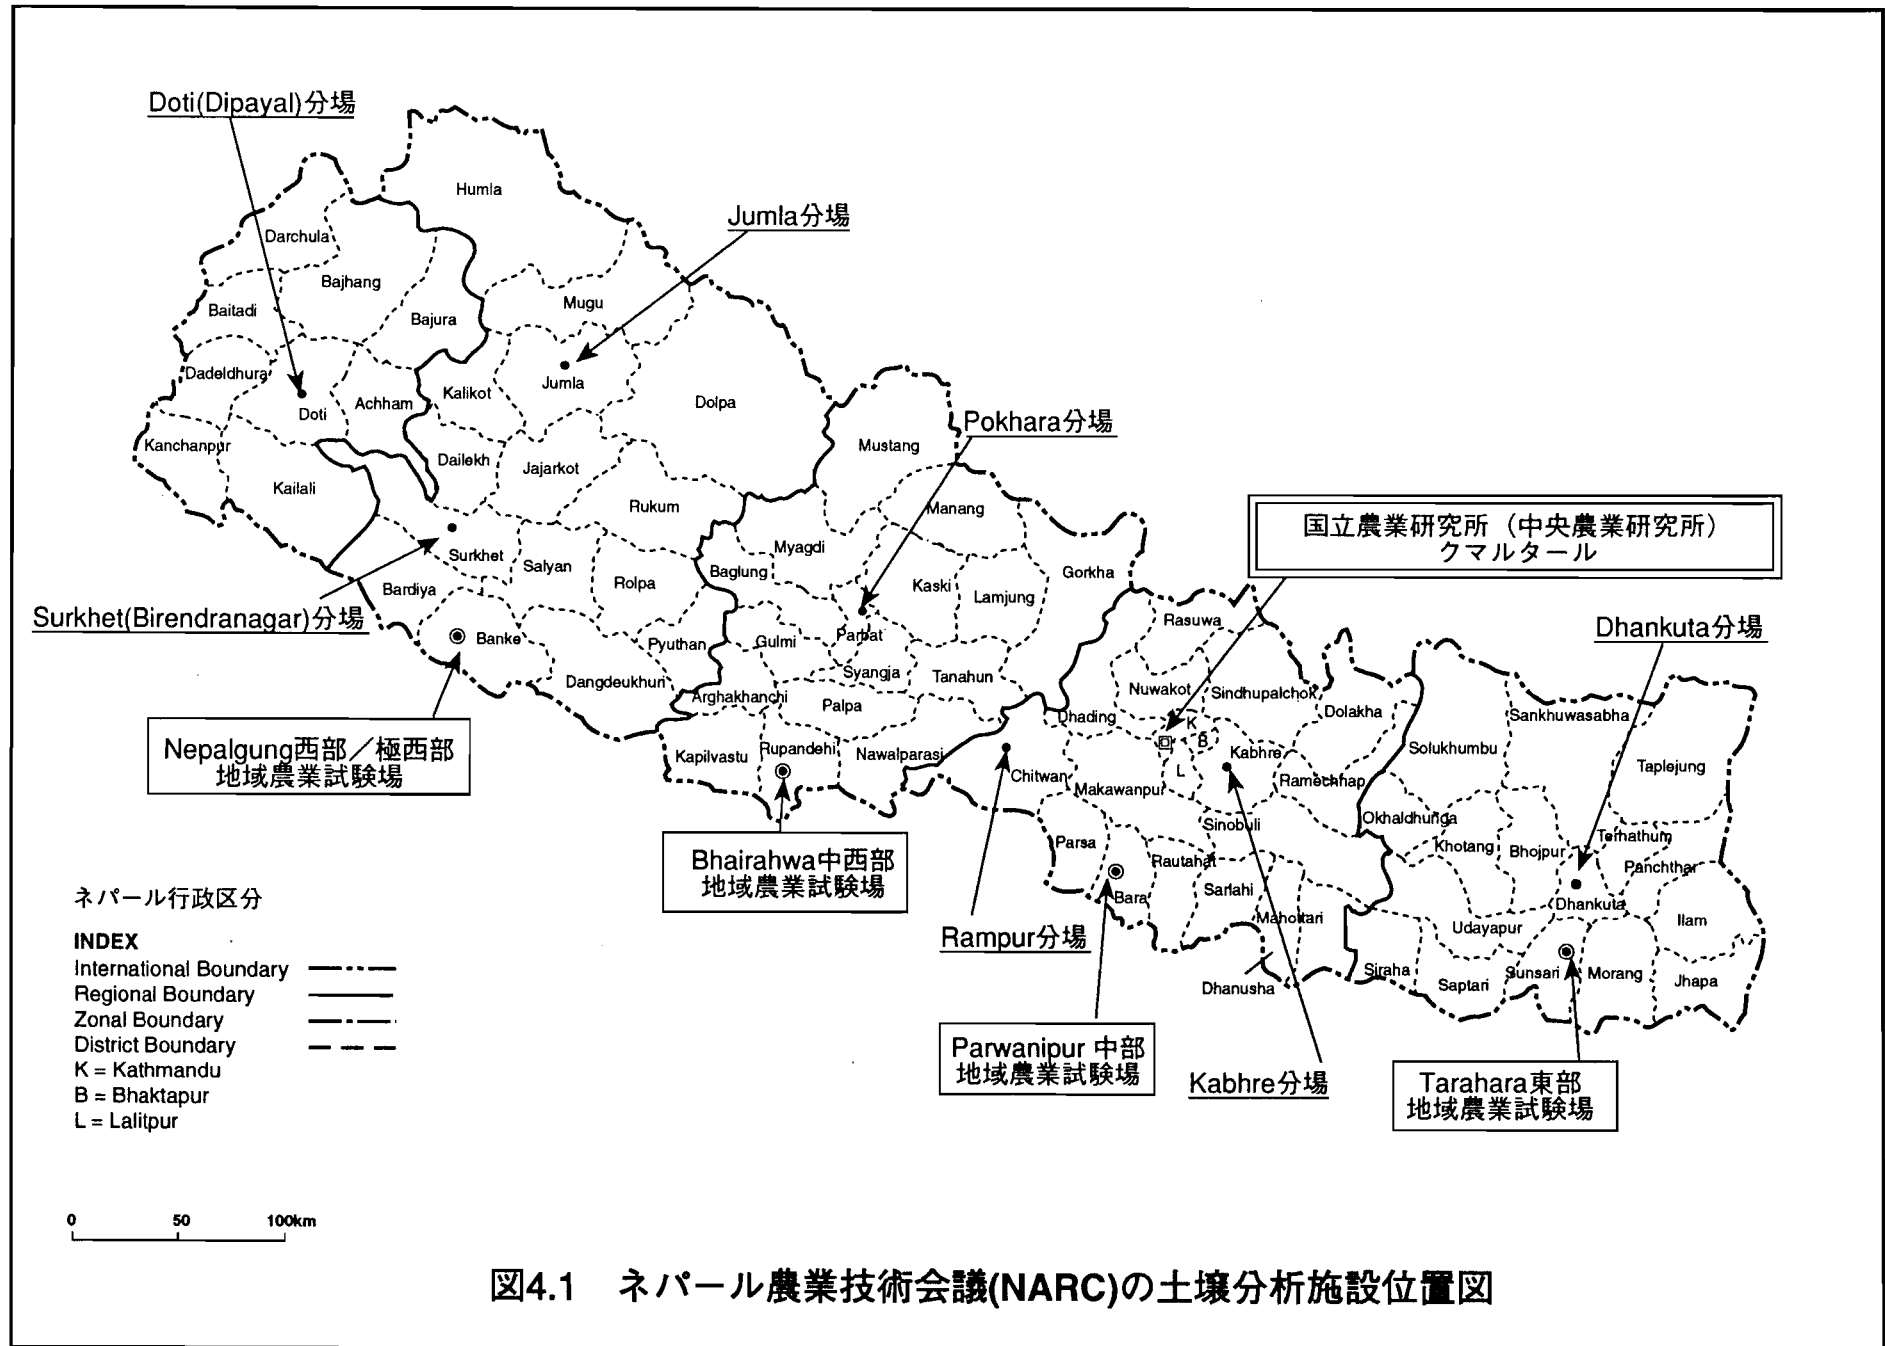 Doti(Dipayal)分場
Humla
Jumla分場
Darchula
Bajhang
Baitadi
Bajura
Mugu
Dadeldhura
Jumla
Kalikot
Achham
Doti
Dolpa
Pokhara分場
Kanchanpur
Mustang
Dailekh
Jajarkot
Kailali
Rukum
Manang
国立農業研究所（中央農業研究所）
クマルタール
Surkhet
Salyan
Myagdi
Baglung
Rolpa
Kaski
Gorkha
Bardiya
Lamjung
Surkhet(Birendranagar)分場
Rasuwa
Dhankuta分場
Banke
Pyuthan
Gulmi
Parbat
Syangja
Tanahun
Dangdeukhuri
Arghakhanchi
Nuwakot
Sindhupalchok
Palpa
Dhading
K
Dolakha
Sankhuwasabha
Nepalgung西部／極西部
地域農業試験場
Kapilvastu
Rupandehi
Nawalparasi
B
Kabhre
Solukhumbu
Taplejung
Chitwan
L
Makawanpur
Ramechhap
Sinobuli
Okhaldhunga
Parsa
Khotang
Bhojpur
Terhathum
Bhairahwa中西部
地域農業試験場
Rautahat
Panchthar
Sarlahi
Bara
Mahottari
Dhankuta
Ilam
Udayapur
ネパール行政区分
INDEX
International Boundary
Regional Boundary
Zonal Boundary
District Boundary
K = Kathmandu
B = Bhaktapur
L = Lalitpur
Rampur分場
Dhanusha
Siraha
Saptari
Sunsari
Morang
Jhapa
Parwanipur 中部
地域農業試験場
Kabhre分場
Tarahara東部
地域農業試験場
0 50 100km
図4.1 ネパール農業技術会議(NARC)の土壌分析施設位置図